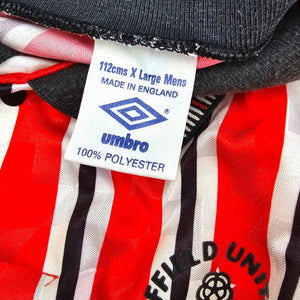 112cms X Large Mens
MADE IN ENGLAND
umbro
100% POLYESTER
FFIELD UNI